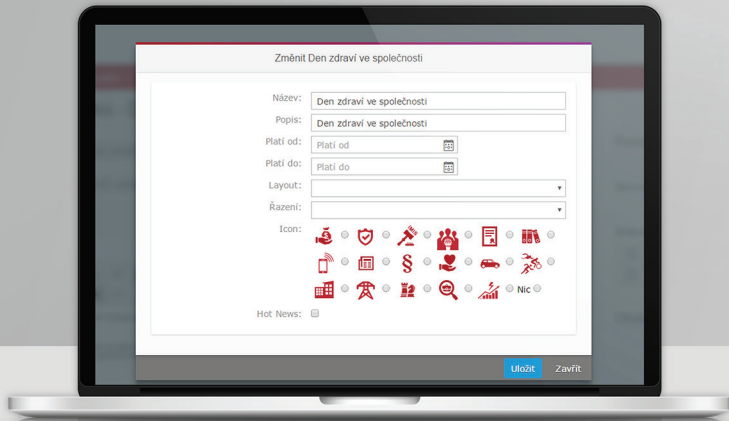 Změnit Den zdraví ve společnosti
Název: Den zdraví ve společnosti
Popis: Den zdraví ve společnosti
Platí od: Platí od
Platí do: Platí do
Layout:
Řazení:
Icon:
§
Nic
Hot News:
Uložit Zavřít